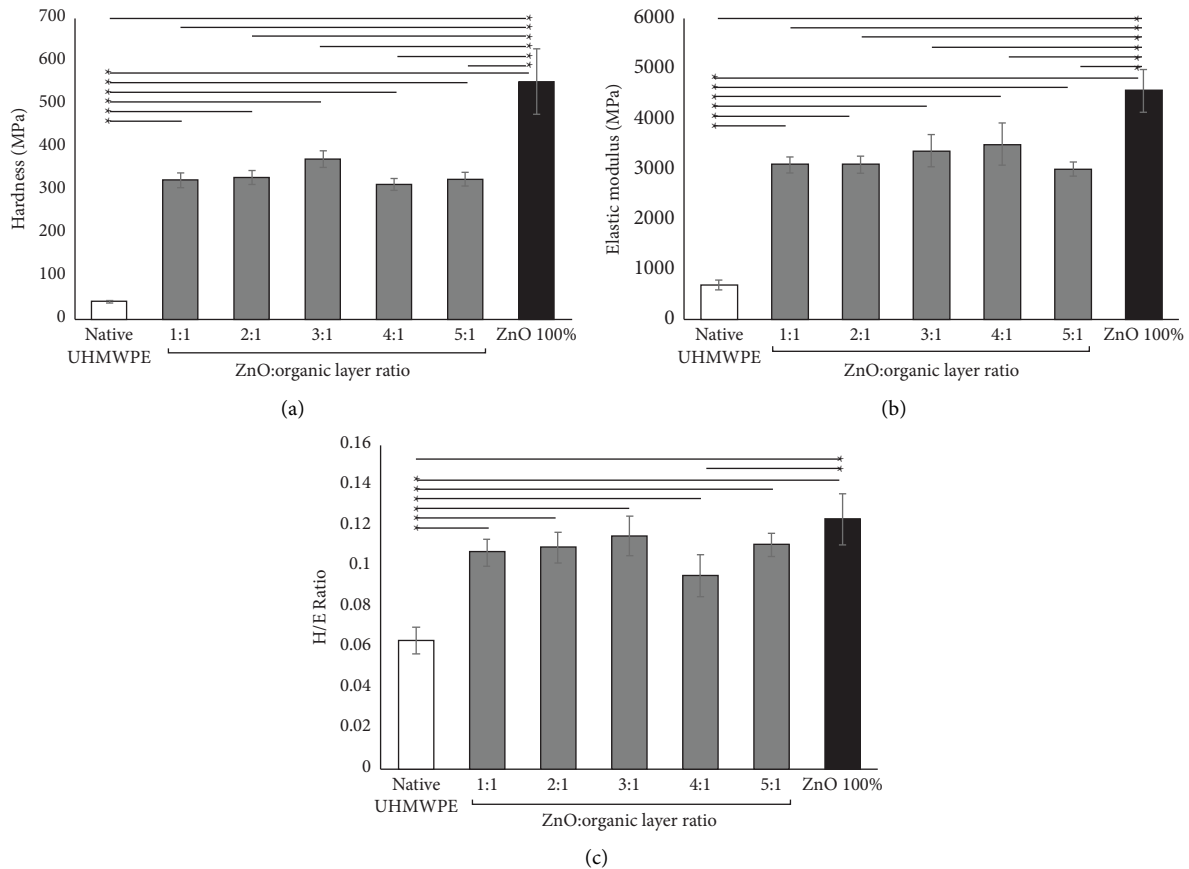 700
600
500
400
300
200
100
0
Hardness (MPa)
Native
UHMWPE
1:1
2:1
3:1
4:1
5:1
ZnO 100%
ZnO:organic layer ratio
(a)
6000
5000
4000
3000
2000
1000
0
Elastic modulus (MPa)
Native
UHMWPE
1:1
2:1
3:1
4:1
5:1
ZnO 100%
ZnO:organic layer ratio
(b)
0.16
0.14
0.12
0.1
0.08
0.06
0.04
0.02
0
H/E Ratio
Native
UHMWPE
1:1
2:1
3:1
4:1
5:1
ZnO 100%
ZnO:organic layer ratio
(c)